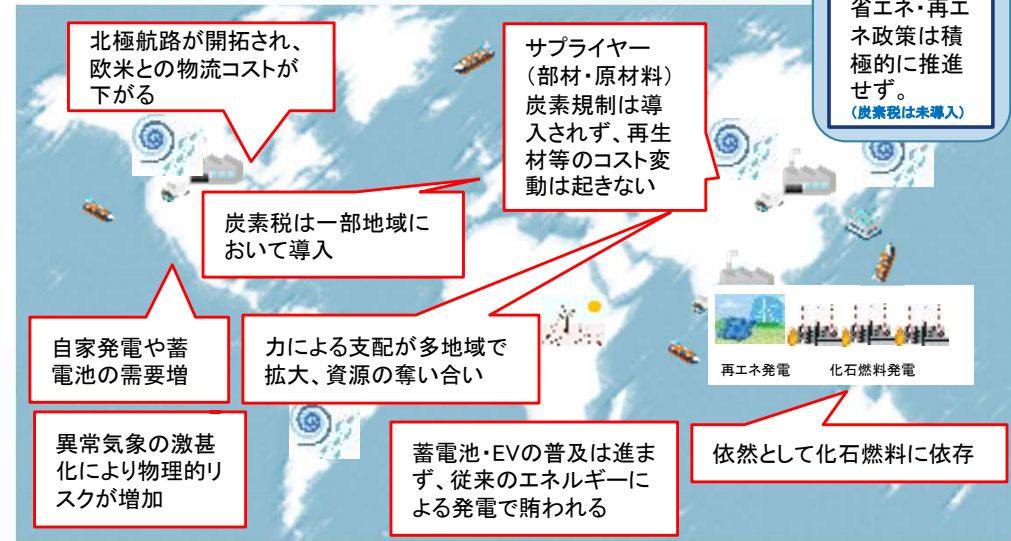 北極航路が開拓され、
欧米との物流コストが
下がる
サプライヤー
（部材・原材料）
炭素規制は導
入されず、再生
材等のコスト変
動は起きない
省エネ・再エ
ネ政策は積
極的に推進
せず。
（炭素税は未導入）
炭素税は一部地域に
おいて導入
自家発電や蓄
電池の需要増
力による支配が多地域で
拡大、資源の奪い合い
再エネ発電
化石燃料発電
異常気象の激甚
化により物理的リ
スクが増加
蓄電池・EVの普及は進ま
ず、従来のエネルギーに
よる発電で賄われる
依然として化石燃料に依存